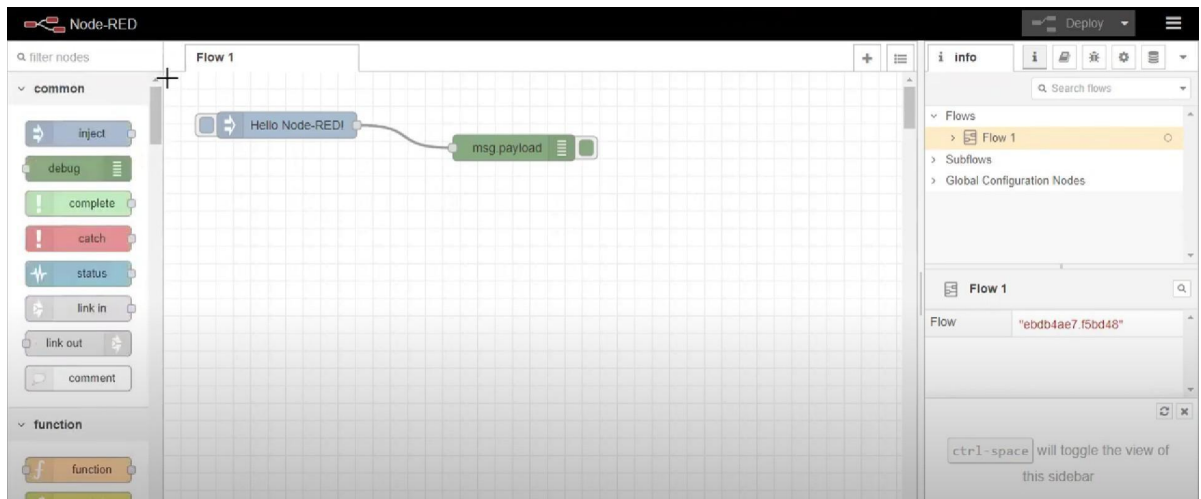 Node-RED
Deploy
filter nodes
Flow 1
info
Search flows
common
Flows
Flow 1
Subflows
Global Configuration Nodes
inject
debug
complete
catch
status
link in
link out
comment
function
function
Hello Node-RED!
msg.payload
Flow 1
Flow "ebdb4ae7.f5bd48"
ctrl-space will toggle the view of
this sidebar